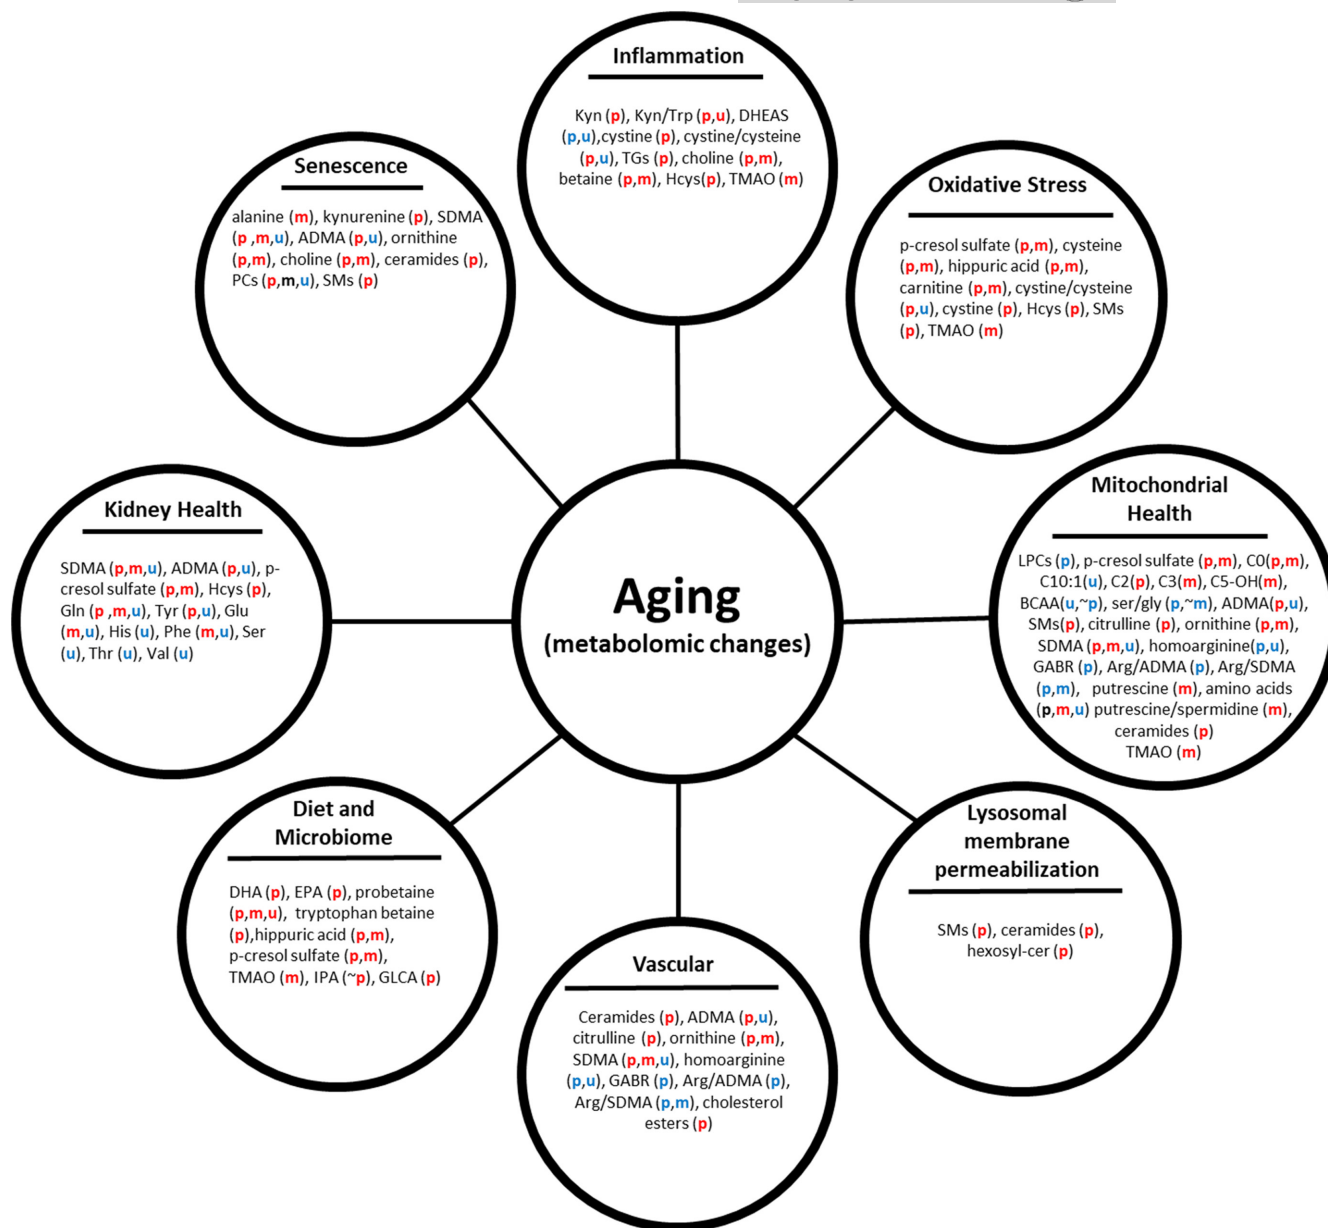 Inflammation
Kyn (p), Kyn/Trp (p,u), DHEAS
(p,u),cystine (p), cystine/cysteine
(p,u), TGs (p), choline (p,m),
betaine (p,m), Hcys(p), TMAO (m)
Senescence
alanine (m), kynurenine (p), SDMA
(p ,m,u), ADMA (p,u), ornithine
(p,m), choline (p,m), ceramides (p),
PCs (p,m,u), SMs (p)
Oxidative Stress
p-cresol sulfate (p,m), cysteine
(p,m), hippuric acid (p,m),
carnitine (p,m), cystine/cysteine
(p,u), cystine (p), Hcys (p), SMs
(p), TMAO (m)
Kidney Health
SDMA (p,m,u), ADMA (p,u), p-
cresol sulfate (p,m), Hcys (p),
Gln (p ,m,u), Tyr (p,u), Glu
(m,u), His (u), Phe (m,u), Ser
(u), Thr (u), Val (u)
Aging
(metabolomic changes)
Mitochondrial
Health
LPCs (p), p-cresol sulfate (p,m), C0(p,m),
C10:1(u), C2(p), C3(m), C5-OH(m),
BCAA(u,~p), ser/gly (p,~m), ADMA(p,u),
SMs(p), citrulline (p), ornithine (p,m),
SDMA (p,m,u), homoarginine(p,u),
GABR (p), Arg/ADMA (p), Arg/SDMA
(p,m), putrescine (m), amino acids
(p,m,u) putrescine/spermidine (m),
ceramides (p)
TMAO (m)
Diet and
Microbiome
DHA (p), EPA (p), probetaine
(p,m,u), tryptophan betaine
(p),hippuric acid (p,m),
p-cresol sulfate (p,m),
TMAO (m), IPA (~p), GLCA (p)
Vascular
Ceramides (p), ADMA (p,u),
citrulline (p), ornithine (p,m),
SDMA (p,m,u), homoarginine
(p,u), GABR (p), Arg/ADMA (p),
Arg/SDMA (p,m), cholesterol
esters (p)
Lysosomal
membrane
permeabilization
SMs (p), ceramides (p),
hexosyl-cer (p)